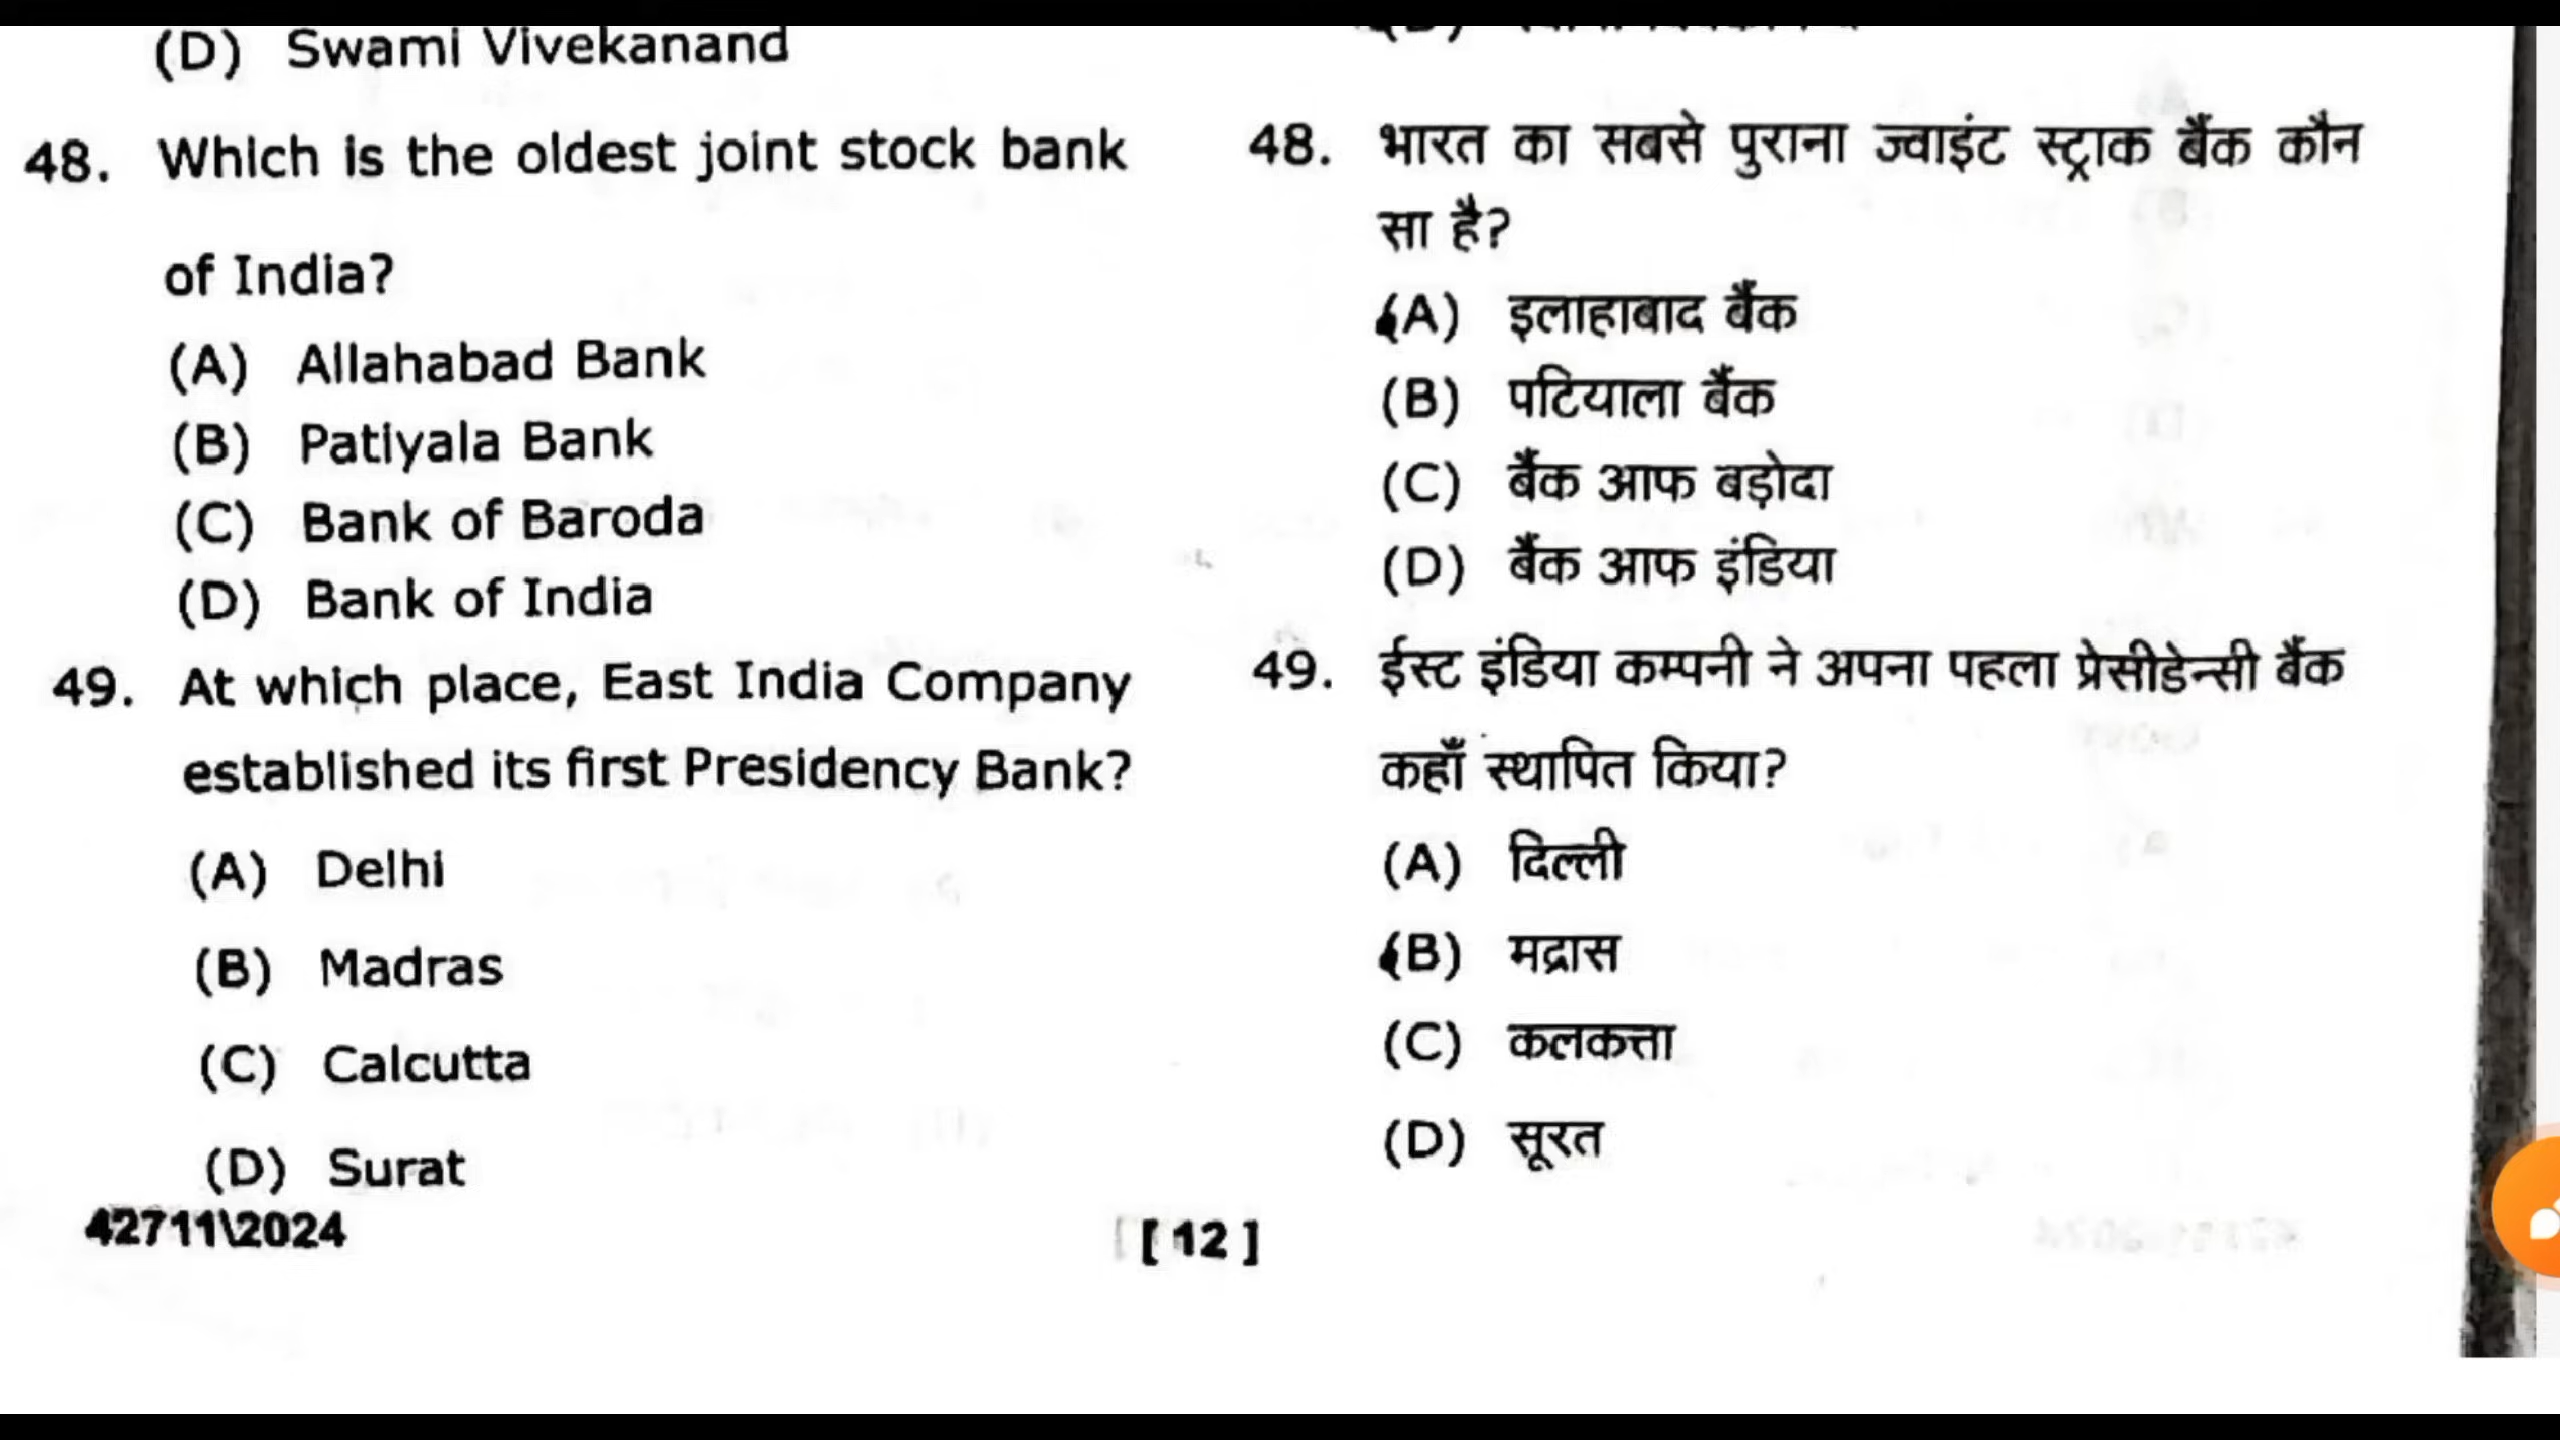 (D) Swami Vivekanand
48. Which is the oldest joint stock bank
of India?
(A) Allahabad Bank
(B) Patiyala Bank
(C) Bank of Baroda
(D) Bank of India
49. At which place, East India Company
established its first Presidency Bank?
(A) Delhi
(B) Madras
(C) Calcutta
(D) Surat
42711\2024
[ 12 ]
48. भारत का सबसे पुराना ज्वाइंट स्ट्राक बैंक कौन
सा है?
(A) इलाहाबाद बैंक
(B) पटियाला बैंक
(C) बैंक आफ बड़ोदा
(D) बैंक आफ इंडिया
49. ईस्ट इंडिया कम्पनी ने अपना पहला प्रेसीडेन्सी बैंक
कहाँ स्थापित किया?
(A) दिल्ली
(B) मद्रास
(C) कलकत्ता
(D) सूरत